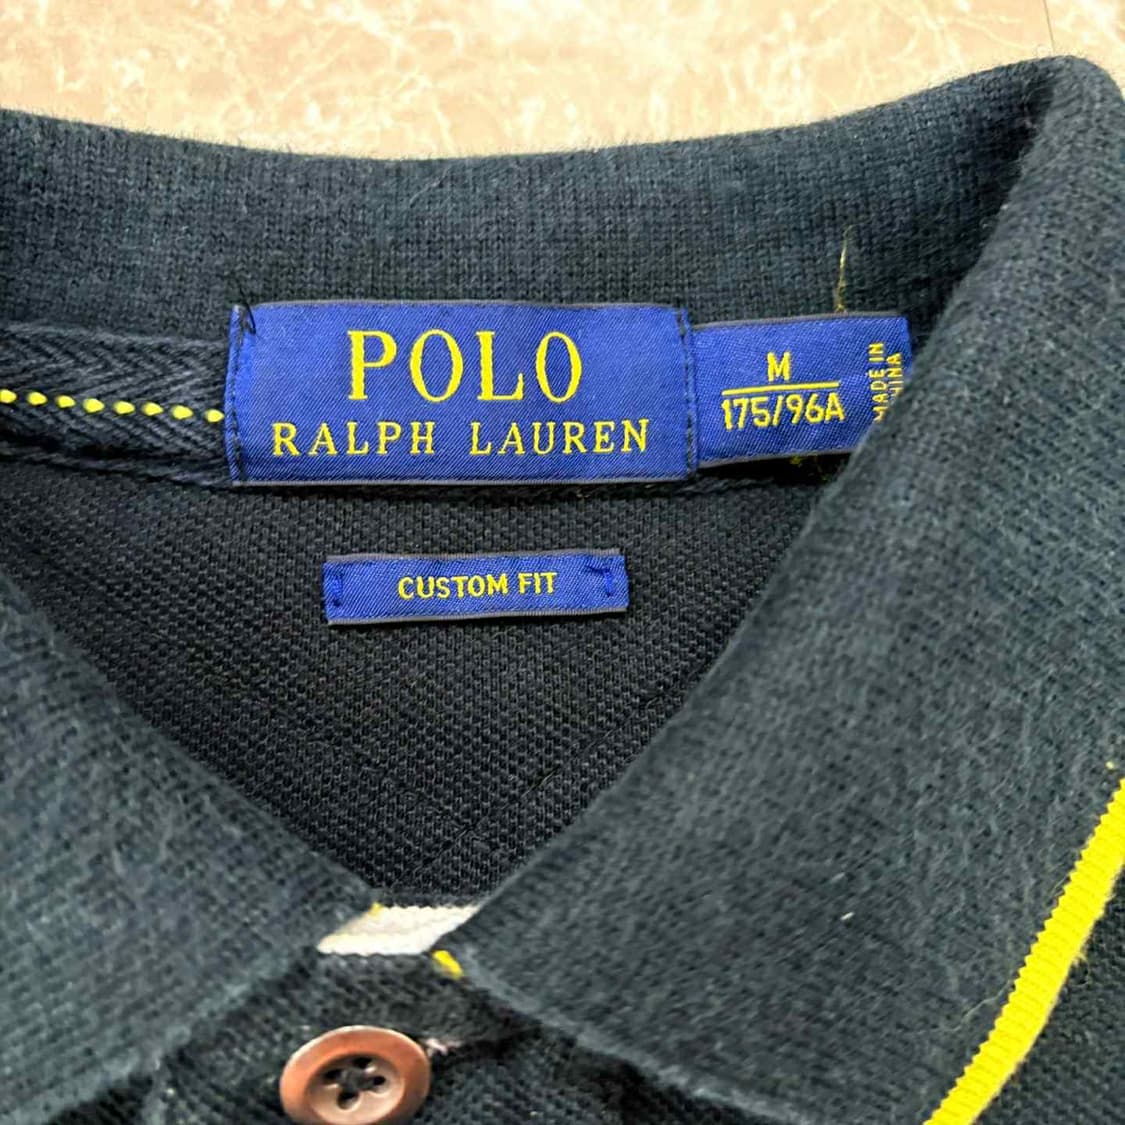 POLO
RALPH LAUREN
M
175/96A
MADE IN
CHINA
CUSTOM FIT